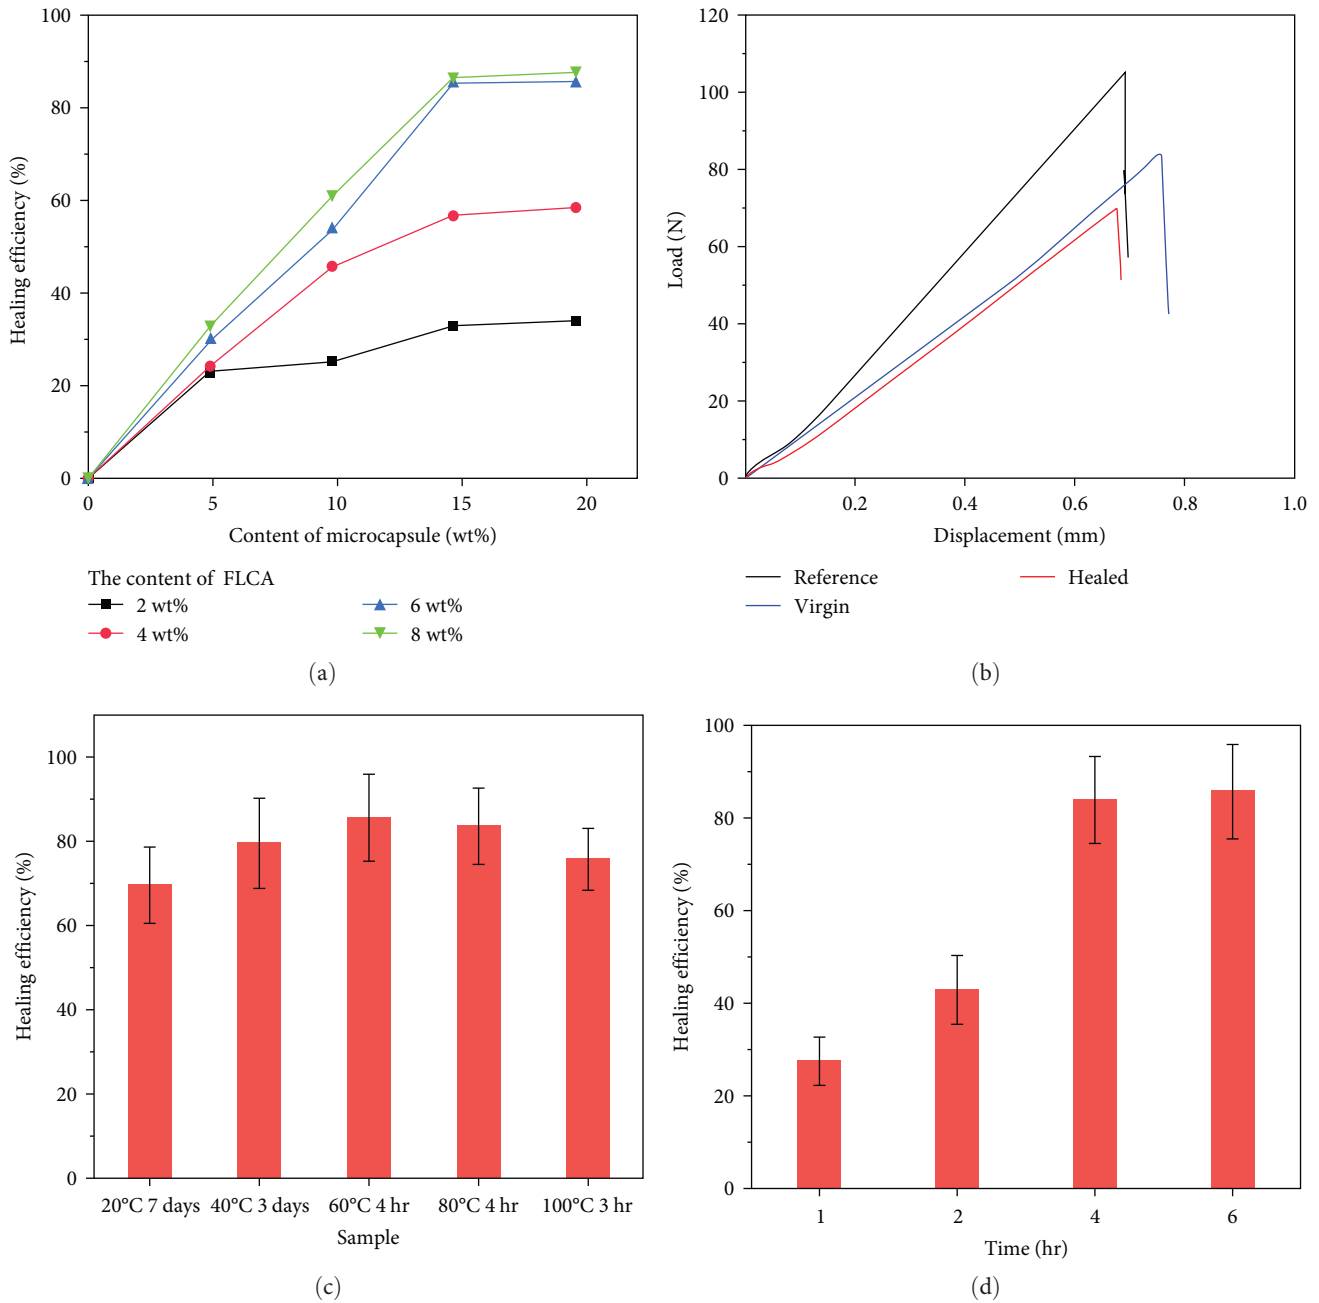 100
80
60
40
20
0
Healing efficiency (%)
0 5 10 15 20
Content of microcapsule (wt%)
The content of FLCA
2 wt%
4 wt%
6 wt%
8 wt%
(a)
120
100
80
60
40
20
0
Load (N)
0.2 0.4 0.6 0.8 1.0
Displacement (mm)
Reference
Virgin
Healed
(b)
100
80
60
40
20
0
Healing efficiency (%)
20°C 7 days 40°C 3 days 60°C 4 hr 80°C 4 hr 100°C 3 hr
Sample
(c)
100
80
60
40
20
0
Healing efficiency (%)
1 2 4 6
Time (hr)
(d)